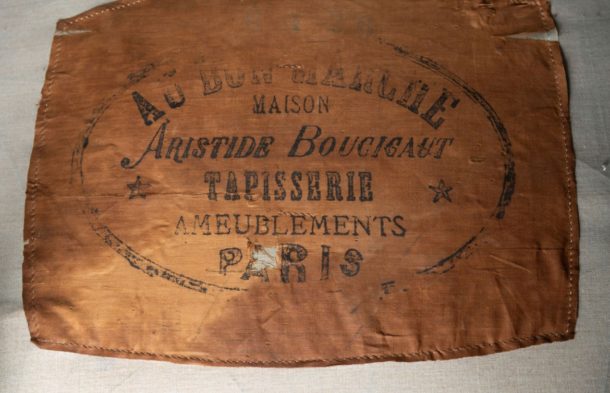 AU BON MARCHE
MAISON
ARISTIDE BOUCICAUT
TAPISSERIE
AMEUBLEMENTS
PARIS